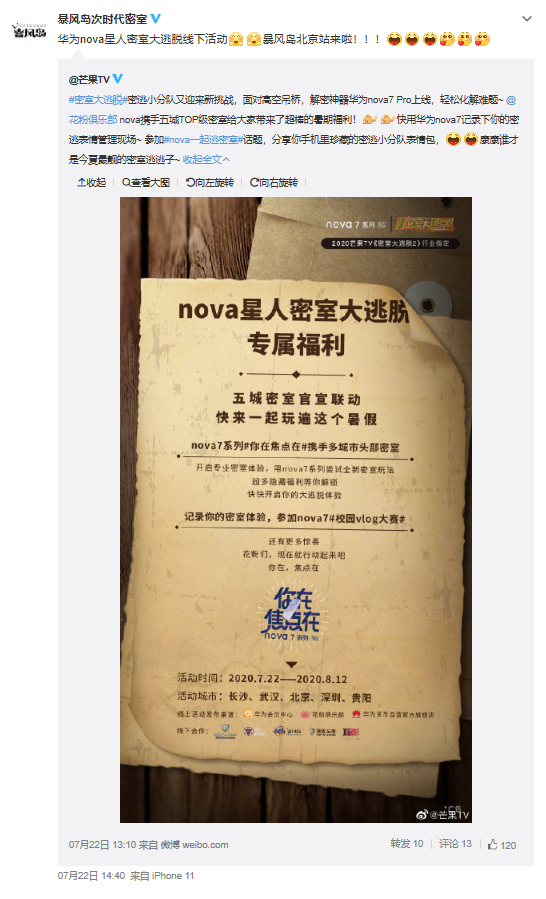 暴风岛次时代密室
华为nova星人密室大逃脱线下活动🤗🤗暴风岛北京站来啦！！！😆😆😆😋😋😋
@芒果TV
#密室大逃脱#密逃小分队又迎来新挑战，面对高空吊桥，解密神器华为nova7 Pro上线，轻松化解难题~ @
花粉俱乐部 nova携手五城TOP级密室给大家带来了超棒的暑期福利！快用华为nova7记录下你的密
逃表情管理现场~ 参加#nova一起逃密室#话题，分享你手机里珍藏的密逃小分队表情包，😆😆康康谁才
是今夏最靓的密室逃逃子~ 收起全文
收起 查看大图 向左旋转 向右旋转
nova 7 系列 5G 密室大逃脱
2020芒果TV《密室大逃脱2》行业指定
nova星人密室大逃脱
专属福利
五城密室官宣联动
快来一起玩遍这个暑假
nova7系列#你在焦点在#携手多城市头部密室
开启专业密室体验，用nova7系列尝试全新密室玩法
超多隐藏福利等你解锁
快快开启你的大逃脱体验
记录你的密室体验，参加nova7#校园vlog大赛#
还有更多惊喜
花粉们，现在就行动起来吧
你在，焦点在
你在
焦点在
nova 7 系列 5G
活动时间：2020.7.22——2020.8.12
活动城市：长沙、武汉、北京、深圳、贵阳
线上活动发布渠道： 华为会员中心 花粉俱乐部 华为京东自营官方旗舰店
线下合作：
广告
@芒果TV
07月22日 13:10 来自 微博 weibo.com 转发 10 评论 13 120
07月22日 14:40 来自 iPhone 11